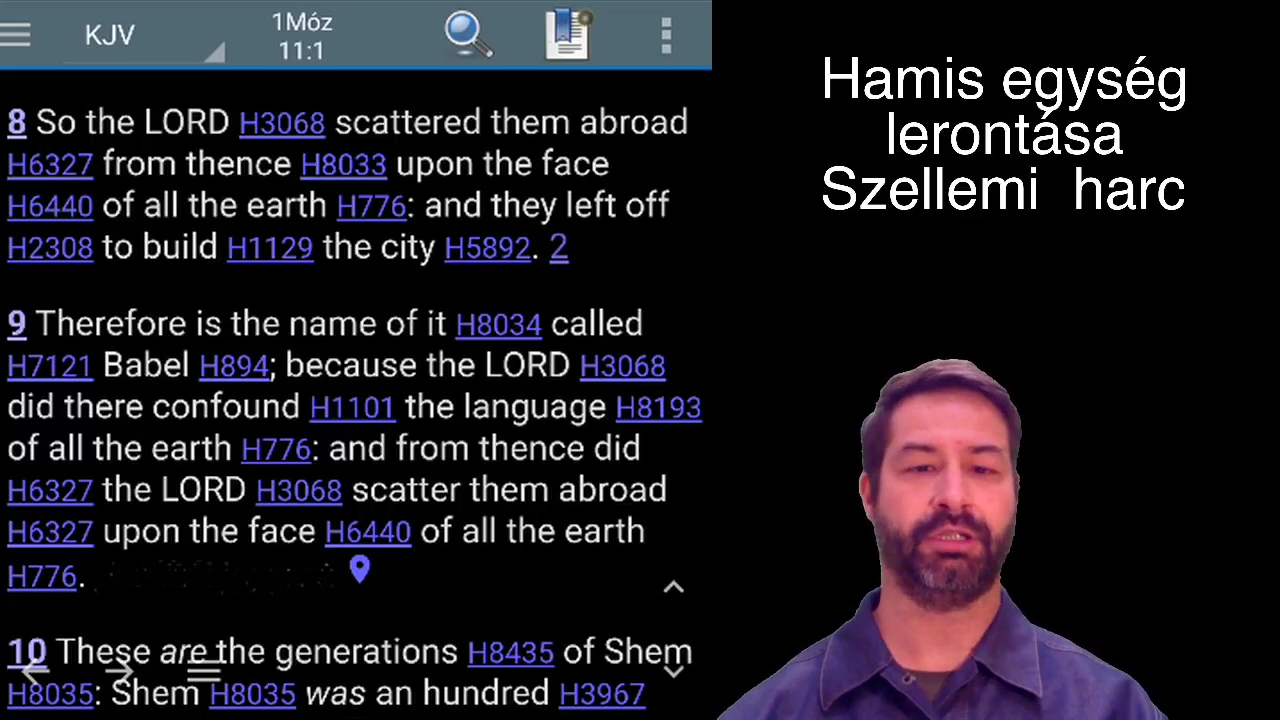 KJV
1Móz
11:1
8 So the LORD H3068 scattered them abroad
H6327 from thence H8033 upon the face
H6440 of all the earth H776: and they left off
H2308 to build H1129 the city H5892. 2
9 Therefore is the name of it H8034 called
H7121 Babel H894; because the LORD H3068
did there confound H1101 the language H8193
of all the earth H776: and from thence did
H6327 the LORD H3068 scatter them abroad
H6327 upon the face H6440 of all the earth
H776.
10 These are the generations H8435 of Shem
H8035: Shem H8035 was an hundred H3967
Hamis egység
lerontása
Szellemi harc